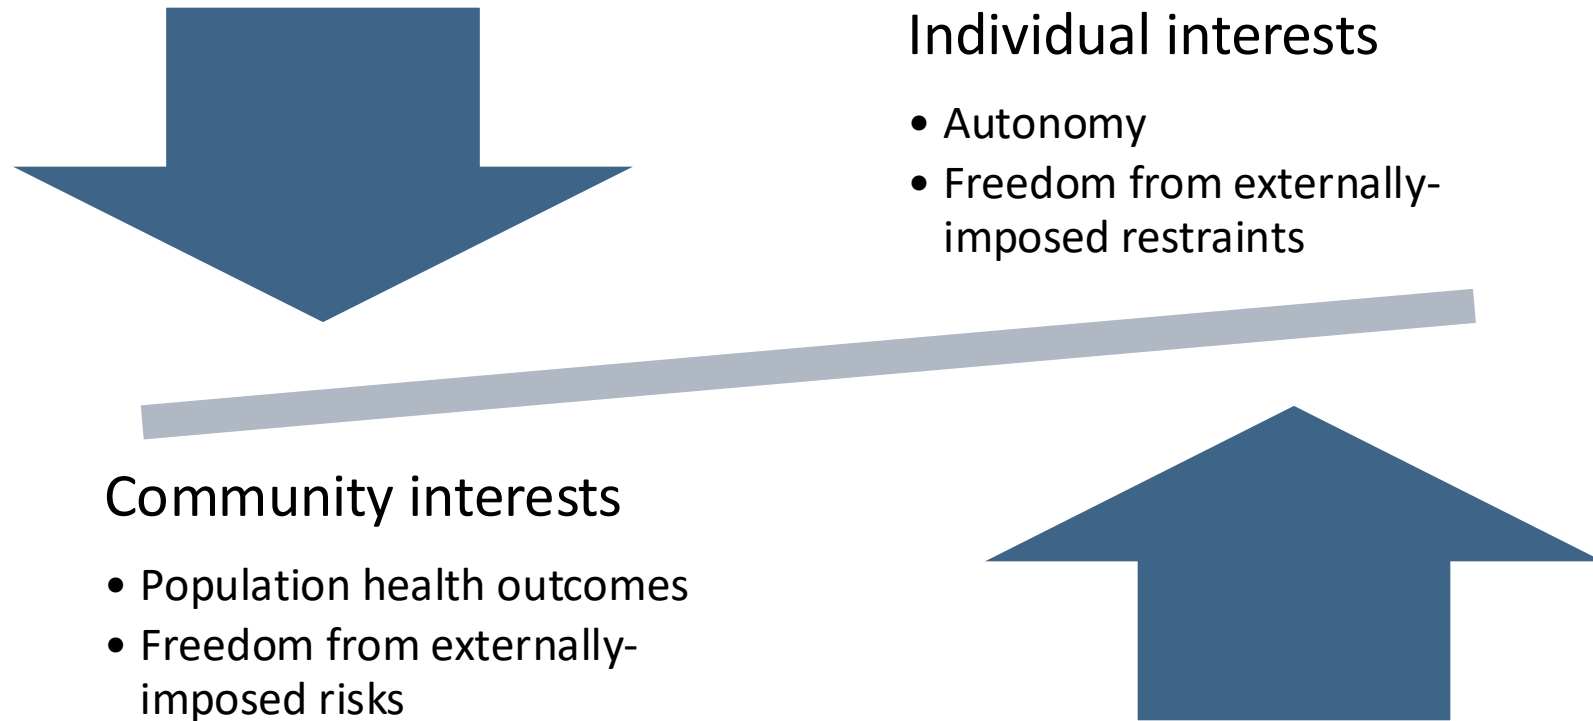 Individual interests
• Autonomy
• Freedom from externally-
imposed restraints
Community interests
• Population health outcomes
• Freedom from externally-
imposed risks